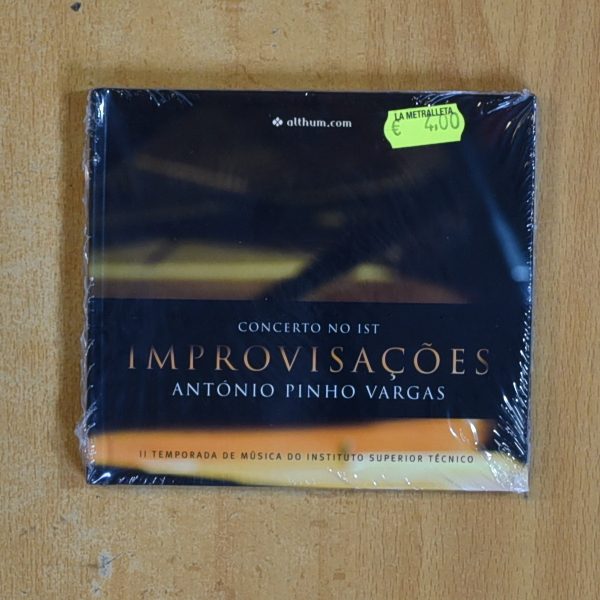 althum.com
LA METRALLETA
€ 4,00
CONCERTO NO IST
IMPROVISAÇÕES
ANTÓNIO PINHO VARGAS
II TEMPORADA DE MÚSICA DO INSTITUTO SUPERIOR TÉCNICO